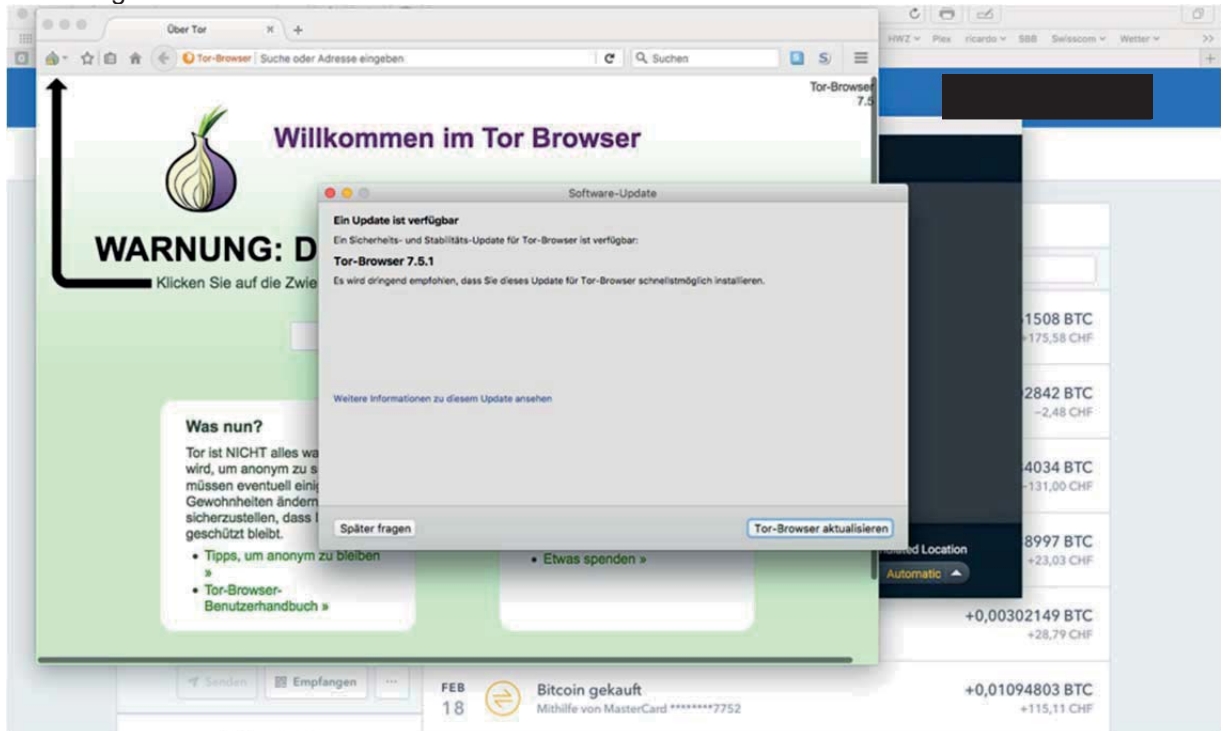 Über Tor
HWZ Plex ricardo SBB Swisscom Wetter
Tor-Browser Suche oder Adresse eingeben
Suchen
Tor-Browser
7.5
Willkommen im Tor Browser
Software-Update
Ein Update ist verfügbar
Ein Sicherheits- und Stabilitäts-Update für Tor-Browser ist verfügbar:
Tor-Browser 7.5.1
Es wird dringend empfohlen, dass Sie dieses Update für Tor-Browser schnellstmöglich installieren.
Weitere Informationen zu diesem Update ansehen
Später fragen
Tor-Browser aktualisieren
WARNUNG: D
Klicken Sie auf die Zwie
Was nun?
Tor ist NICHT alles wa
wird, um anonym zu s
müssen eventuell eini
Gewohnheiten ändern
sicherzustellen, dass I
geschützt bleibt.
• Tipps, um anonym zu bleiben
»
• Tor-Browser-
Benutzerhandbuch »
• Etwas spenden »
Location
Automatic
1508 BTC
+175,58 CHF
2842 BTC
-2,48 CHF
4034 BTC
-131,00 CHF
8997 BTC
+23,03 CHF
+0,00302149 BTC
+28,79 CHF
Senden
Empfangen
FEB
18
Bitcoin gekauft
Mithilfe von MasterCard ********7752
+0,01094803 BTC
+115,11 CHF